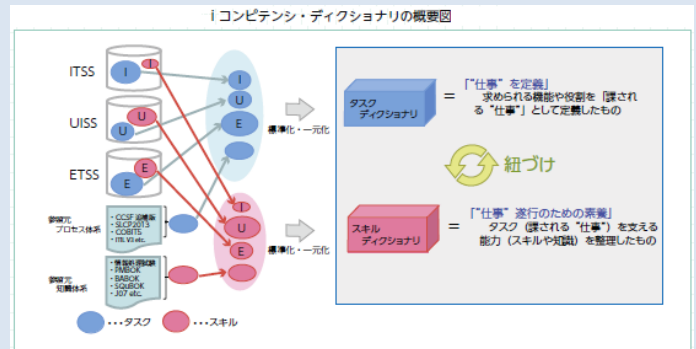 i コンピテンシ・ディクショナリの概要図
ITSS
I
I
UISS
U
U
ETSS
E
E
参照元
プロセス体系
・CCSF 追補版
・SLCP2013
・COBIT5
・ITIL V3 etc.
参照元
知識体系
・情報処理試験
・PMBOK
・BABOK
・SQuBOK
・J07 etc.
・・・タスク
・・・スキル
I
U
E
I
U
E
標準化・一元化
標準化・一元化
タスク
ディクショナリ
=
「“仕事” を定義」
求められる機能や役割を「課され
る “仕事”」として定義したもの
紐づけ
スキル
ディクショナリ
=
「“仕事” 遂行のための素養」
タスク（課される “仕事”）を支える
能力（スキルや知識）を整理したもの